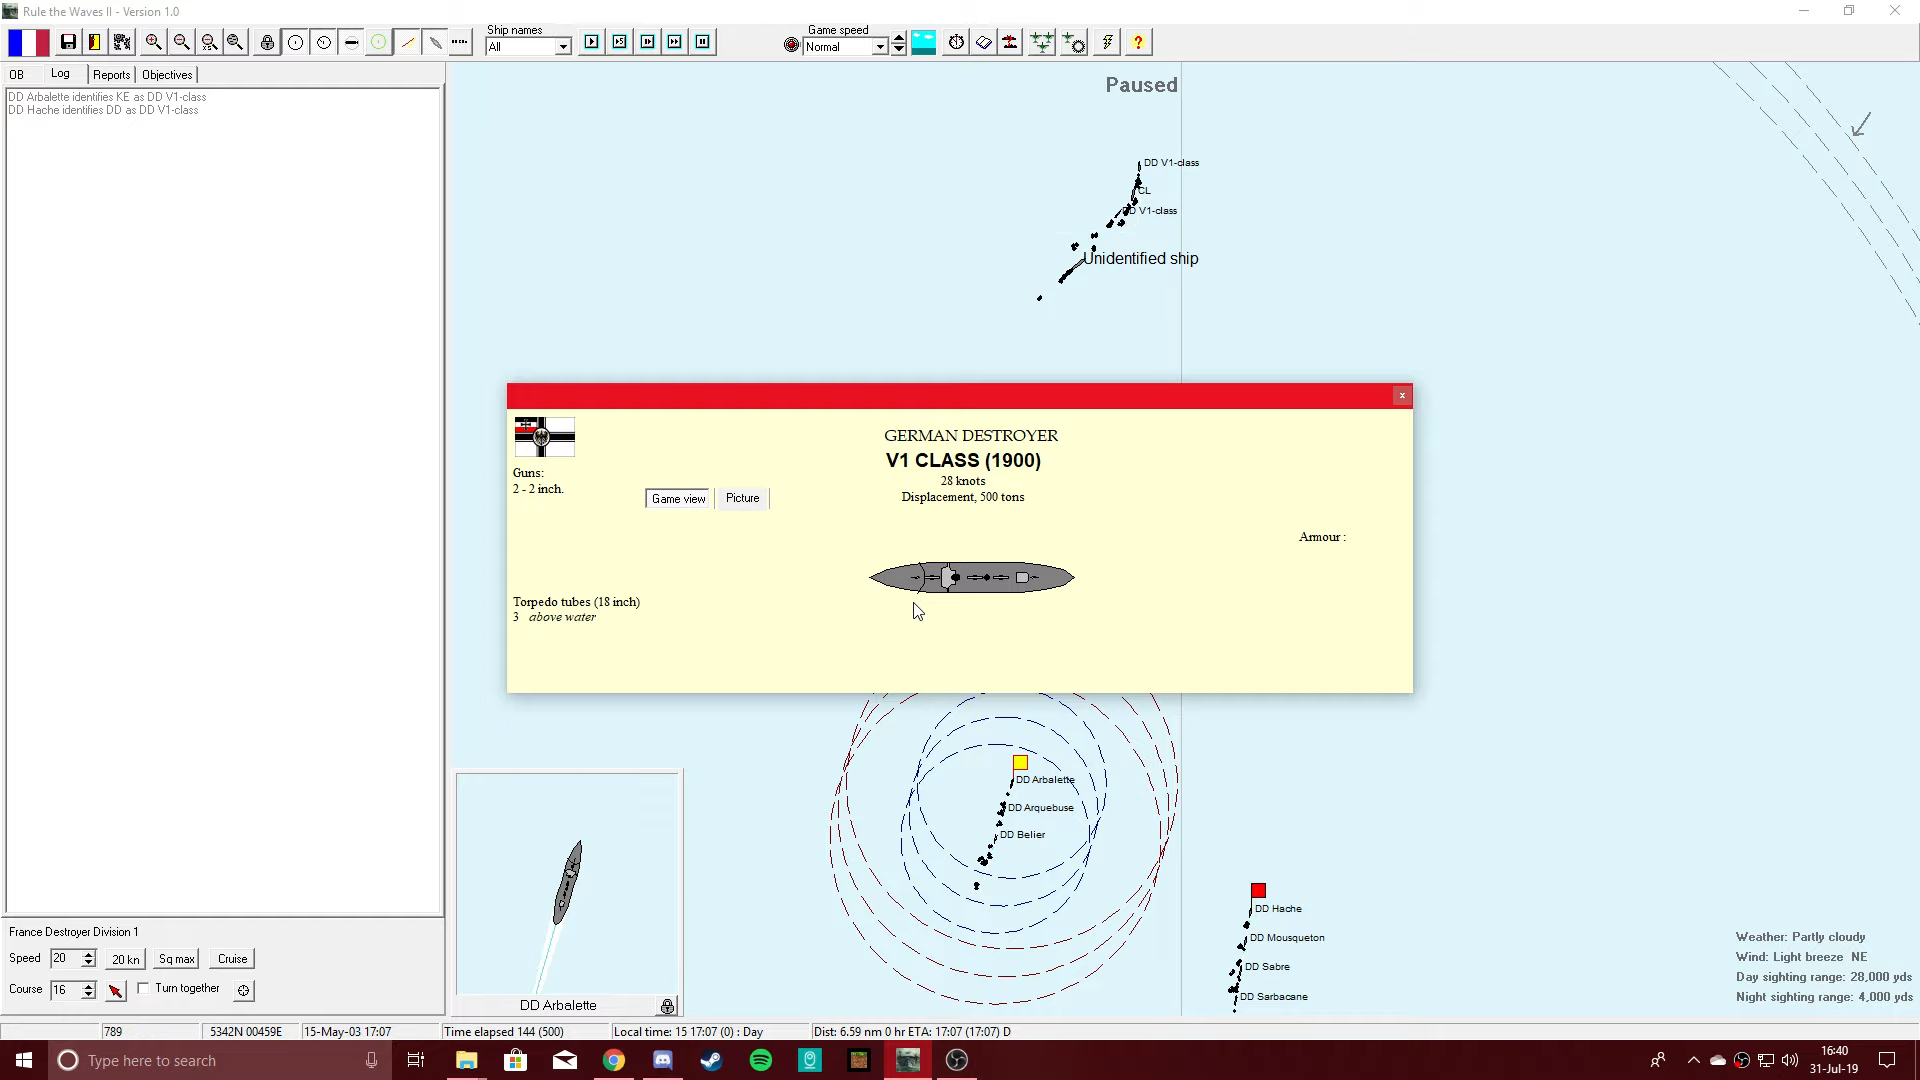 Rule the Waves II - Version 1.0
Ship names
All
Game speed
Normal
OB
Log
Reports
Objectives
DD Arbalette identifies KE as DD V1-class
DD Hache identifies DD as DD V1-class
Paused
DD V1-class
CL
DD V1-class
Unidentified ship
x
GERMAN DESTROYER
V1 CLASS (1900)
28 knots
Displacement, 500 tons
Guns:
2 - 2 inch.
Game view
Picture
Armour :
Torpedo tubes (18 inch)
3 above water
DD Arbalette
DD Arquebuse
DD Belier
DD Hache
DD Mousqueton
DD Sabre
DD Sarbacane
Weather: Partly cloudy
Wind: Light breeze NE
Day sighting range: 28,000 yds
Night sighting range: 4,000 yds
France Destroyer Division 1
Speed 20 20 kn Sq max Cruise
Course 16 Turn together
DD Arbalette
789 5342N 00459E 15-May-03 17:07 Time elapsed 144 (500) Local time: 15 17:07 (0) : Day Dist: 6.59 nm 0 hr ETA: 17:07 (17:07) D
Type here to search
16:40
31-Jul-19